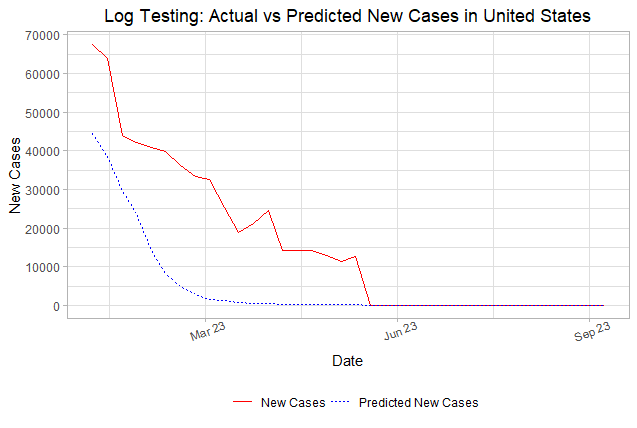 Log Testing: Actual vs Predicted New Cases in United States
70000
60000
50000
40000
30000
20000
10000
0
New Cases
Mar 23
Jun 23
Sep 23
Date
New Cases
Predicted New Cases